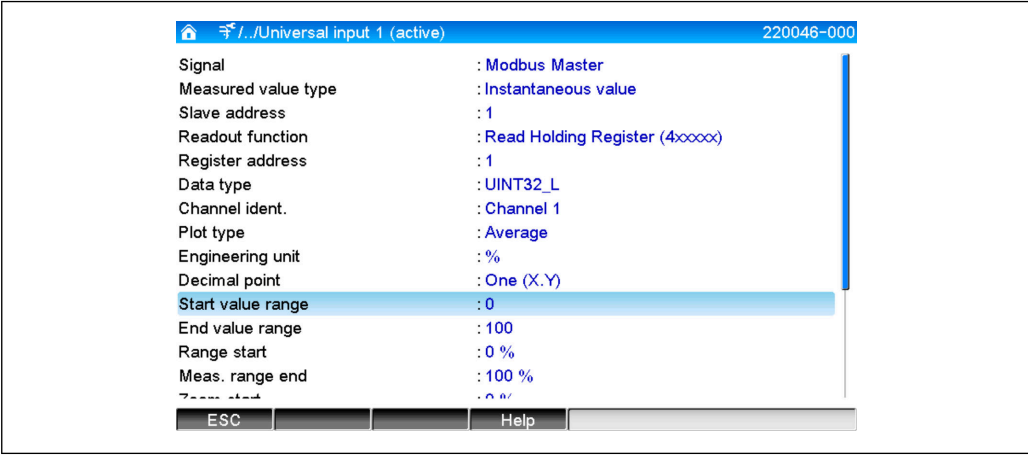 /../Universal input 1 (active) 220046-000
Signal : Modbus Master
Measured value type : Instantaneous value
Slave address : 1
Readout function : Read Holding Register (4xxxxx)
Register address : 1
Data type : UINT32_L
Channel ident. : Channel 1
Plot type : Average
Engineering unit : %
Decimal point : One (X.Y)
Start value range : 0
End value range : 100
Range start : 0 %
Meas. range end : 100 %
Zoom start : 0 %
ESC Help